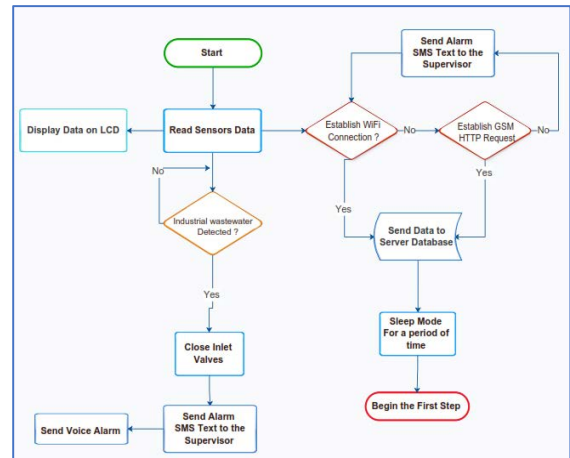 Start
Send Alarm
SMS Text to the
Supervisor
Display Data on LCD
Read Sensors Data
Establish WiFi
Connection ?
No
Establish GSM
HTTP Request
No
No
Industrial wastewater
Detected ?
Yes
Yes
Send Data to
Server Database
Yes
Close Inlet
Valves
Sleep Mode
For a period of
time
Send Voice Alarm
Send Alarm
SMS Text to the
Supervisor
Begin the First Step